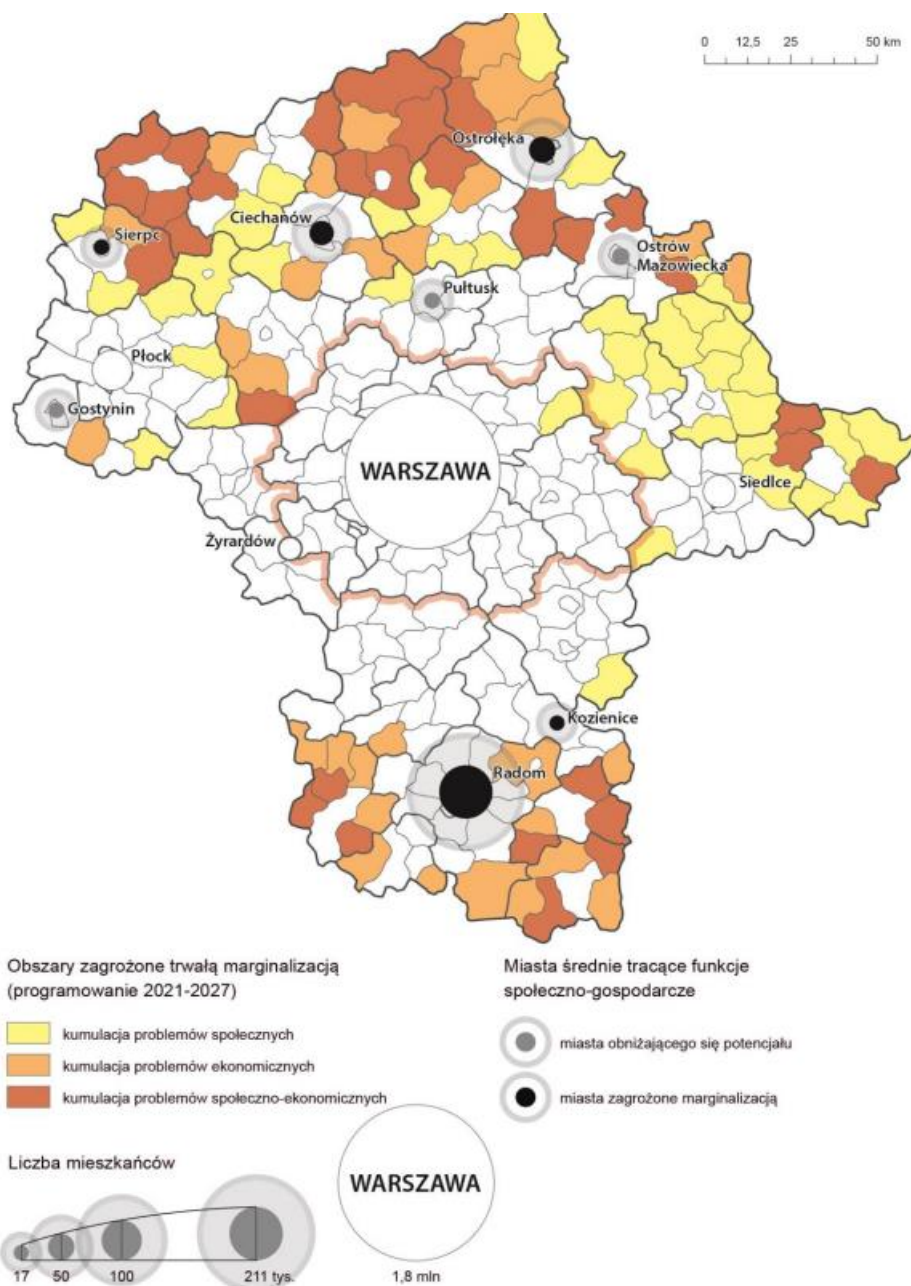 0 12,5 25 50 km
Ostrołęka
Ciechanów
Sierpc
Ostrów
Mazowiecka
Pułtusk
Płock
Gostynin
WARSZAWA
Siedlce
Żyrardów
Kozienice
Radom
Obszary zagrożone trwałą marginalizacją
(programowanie 2021-2027)
kumulacja problemów społecznych
kumulacja problemów ekonomicznych
kumulacja problemów społeczno-ekonomicznych
Miasta średnie tracące funkcje
społeczno-gospodarcze
miasta obniżającego się potencjału
miasta zagrożone marginalizacją
Liczba mieszkańców
WARSZAWA
17 50 100 211 tys. 1,8 mln